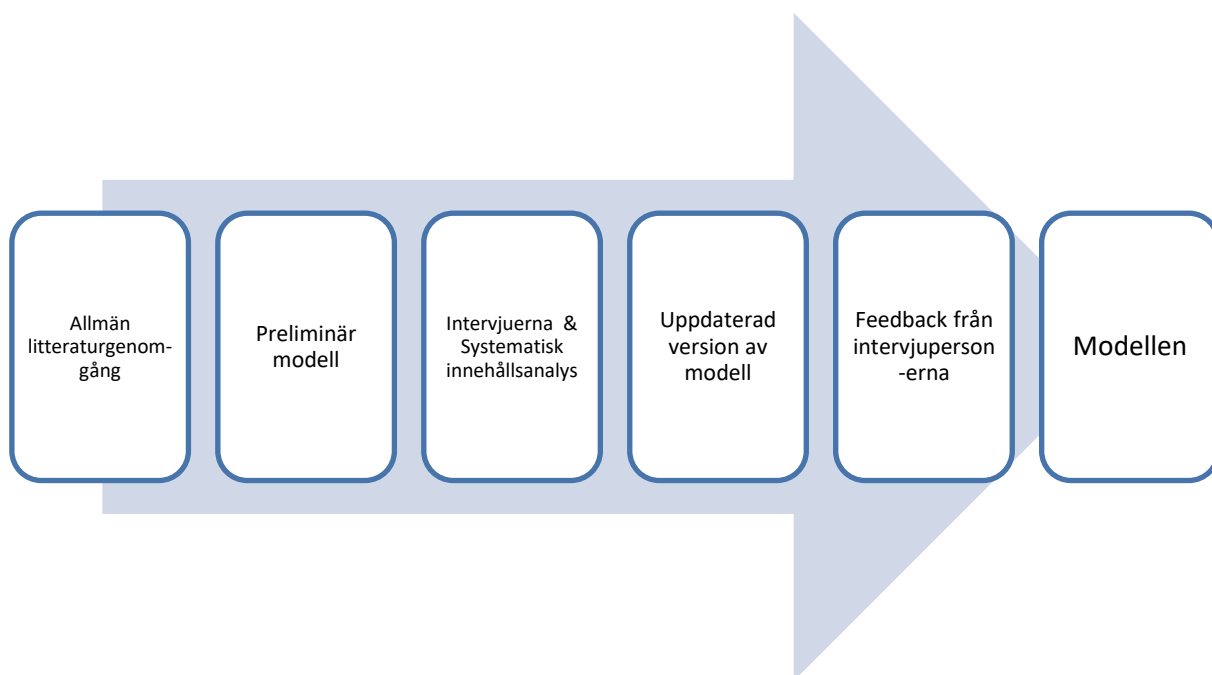 Allmän
litteraturgenom-
gång
Preliminär
modell
Intervjuerna &
Systematisk
innehållsanalys
Uppdaterad
version av
modell
Feedback från
intervjuperson
-erna
Modellen